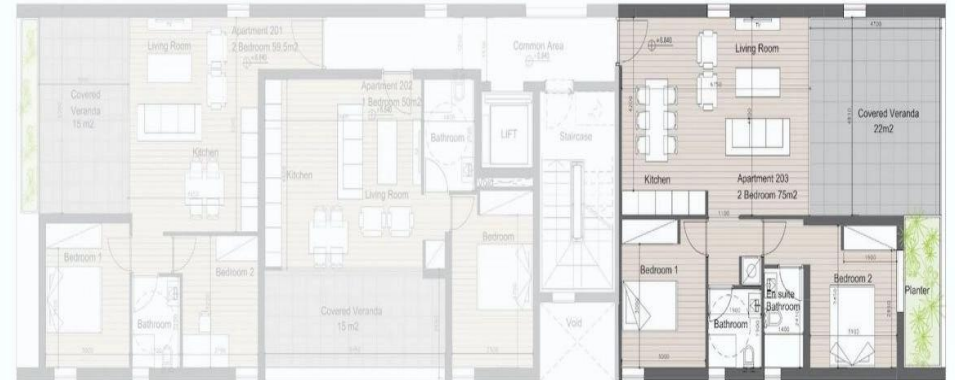 Living Room
Apartment 201
2 Bedroom 59.5m2
Covered
Veranda
15 m2
Kitchen
Bedroom 1
Bathroom
Bedroom 2
Apartment 202
1 Bedroom 50m2
Kitchen
Living Room
Bathroom
Bedroom
Covered Veranda
15 m2
Common Area
LIFT
Staircase
Void
Living Room
Covered Veranda
22m2
Kitchen
Apartment 203
2 Bedroom 75m2
Bedroom 1
Bathroom
En suite
Bathroom
Bedroom 2
Planter